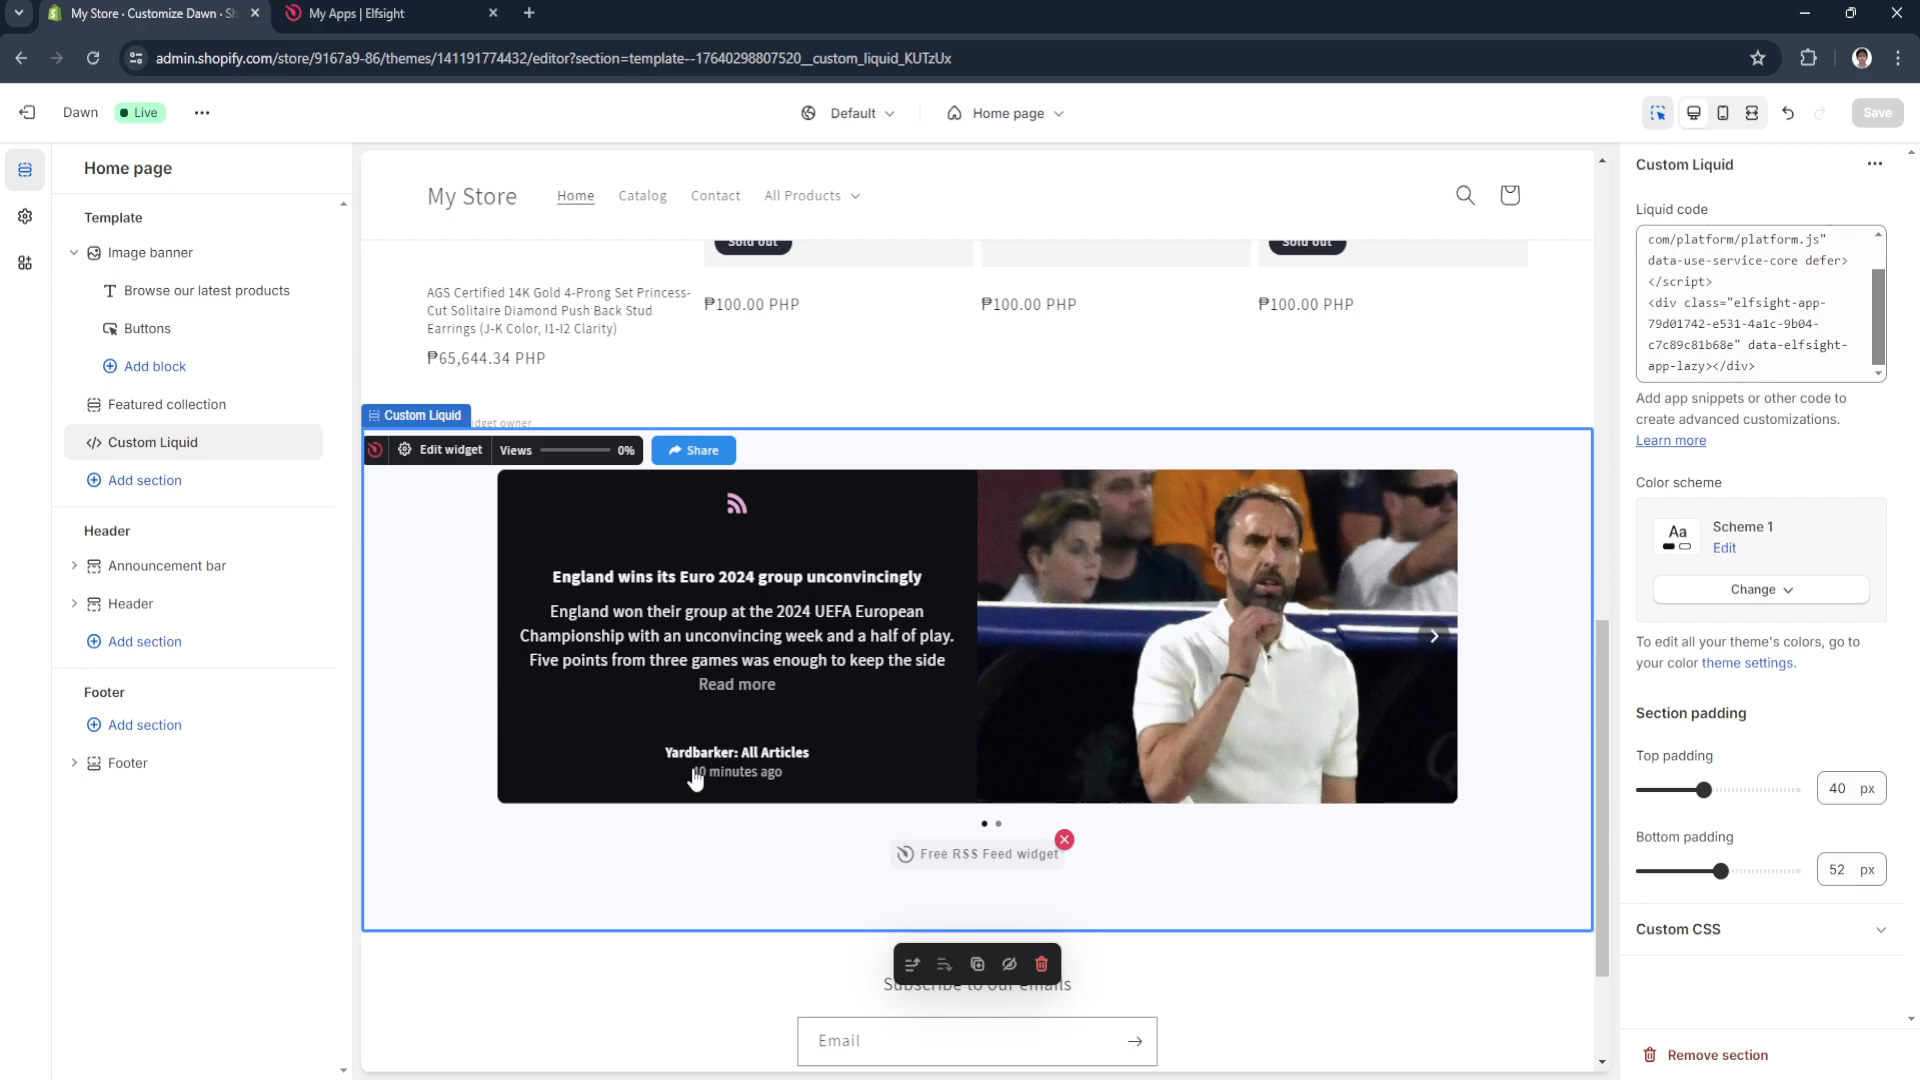 My Store · Customize Dawn · Sh
My Apps | Elfsight
admin.shopify.com/store/9167a9-86/themes/141191774432/editor?section=template--17640298807520__custom_liquid_KUTzUx
Dawn
Live
Default
Home page
Save
Home page
Template
Image banner
Browse our latest products
Buttons
Add block
Featured collection
Custom Liquid
Add section
Header
Announcement bar
Header
Add section
Footer
Add section
Footer
My Store
Home
Catalog
Contact
All Products
Sold out
Sold out
AGS Certified 14K Gold 4-Prong Set Princess-
Cut Solitaire Diamond Push Back Stud
Earrings (J-K Color, I1-I2 Clarity)
₱65,644.34 PHP
₱100.00 PHP
₱100.00 PHP
₱100.00 PHP
Custom Liquid
dget owner
Edit widget
Views
0%
Share
England wins its Euro 2024 group unconvincingly
England won their group at the 2024 UEFA European
Championship with an unconvincing week and a half of play.
Five points from three games was enough to keep the side
Read more
Yardbarker: All Articles
40 minutes ago
Free RSS Feed widget
Subscribe to our emails
Email
Custom Liquid
Liquid code
com/platform/platform.js"
data-use-service-core defer>
</script>
<div class="elfsight-app-
79d01742-e531-4a1c-9b04-
c7c89c81b68e" data-elfsight-
app-lazy></div>
Add app snippets or other code to
create advanced customizations.
Learn more
Color scheme
Aa
Scheme 1
Edit
Change
To edit all your theme's colors, go to
your color theme settings.
Section padding
Top padding
40 px
Bottom padding
52 px
Custom CSS
Remove section